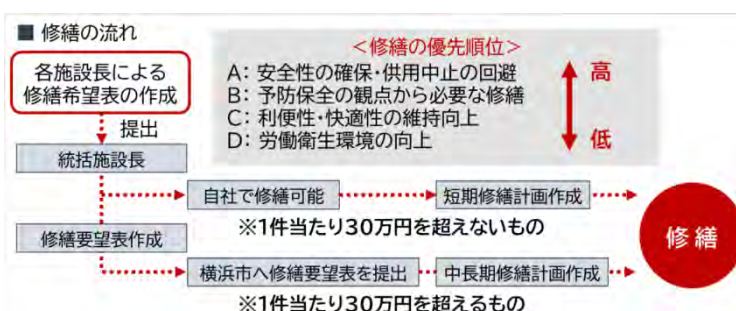 ■ 修繕の流れ
各施設長による
修繕希望表の作成
提出
統括施設長
修繕要望表作成
<修繕の優先順位>
A: 安全性の確保・供用中止の回避
B: 予防保全の観点から必要な修繕
C: 利便性・快適性の維持向上
D: 労働衛生環境の向上
高
低
自社で修繕可能
短期修繕計画作成
※1件当たり30万円を超えないもの
横浜市へ修繕要望表を提出
中長期修繕計画作成
※1件当たり30万円を超えるもの
修繕